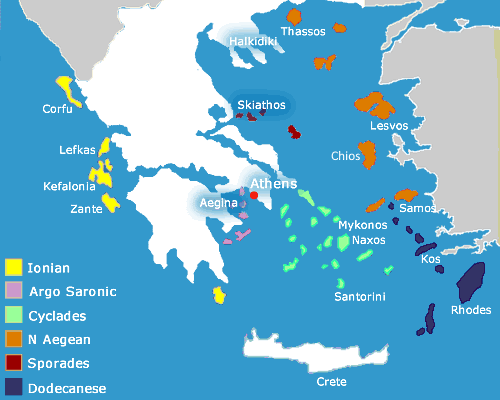 Thassos
Halkidiki
Skiathos
Corfu
Lesvos
Lefkas
Chios
Athens
Kefalonia
Aegina
Zante
Samos
Mykonos
Naxos
Kos
Santorini
Rhodes
Crete
Ionian
Argo Saronic
Cyclades
N Aegean
Sporades
Dodecanese